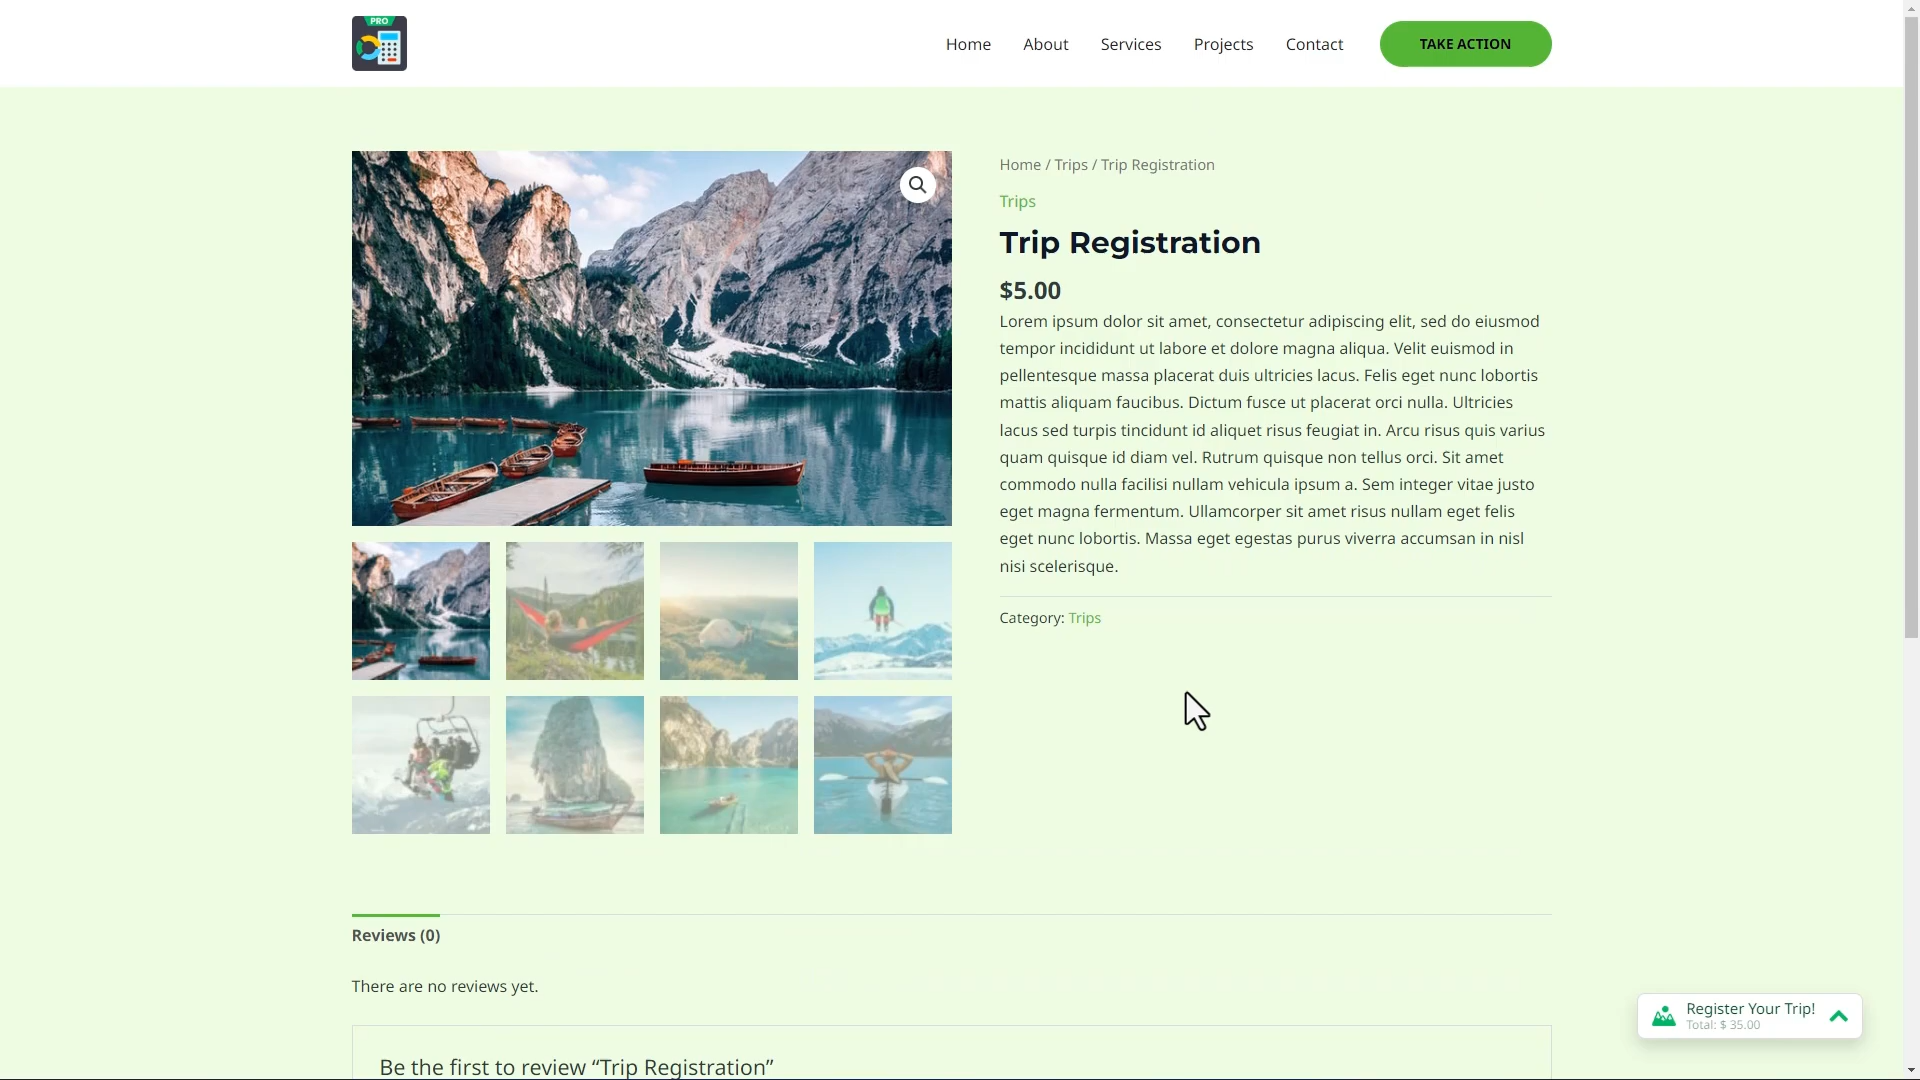 PRO
Home
About
Services
Projects
Contact
TAKE ACTION
Home / Trips / Trip Registration
Trips
Trip Registration
$5.00
Lorem ipsum dolor sit amet, consectetur adipiscing elit, sed do eiusmod
tempor incididunt ut labore et dolore magna aliqua. Velit euismod in
pellentesque massa placerat duis ultricies lacus. Felis eget nunc lobortis
mattis aliquam faucibus. Dictum fusce ut placerat orci nulla. Ultricies
lacus sed turpis tincidunt id aliquet risus feugiat in. Arcu risus quis varius
quam quisque id diam vel. Rutrum quisque non tellus orci. Sit amet
commodo nulla facilisi nullam vehicula ipsum a. Sem integer vitae justo
eget magna fermentum. Ullamcorper sit amet risus nullam eget felis
eget nunc lobortis. Massa eget egestas purus viverra accumsan in nisl
nisi scelerisque.
Category: Trips
Reviews (0)
There are no reviews yet.
Be the first to review “Trip Registration”
Register Your Trip!
Total: $ 35.00